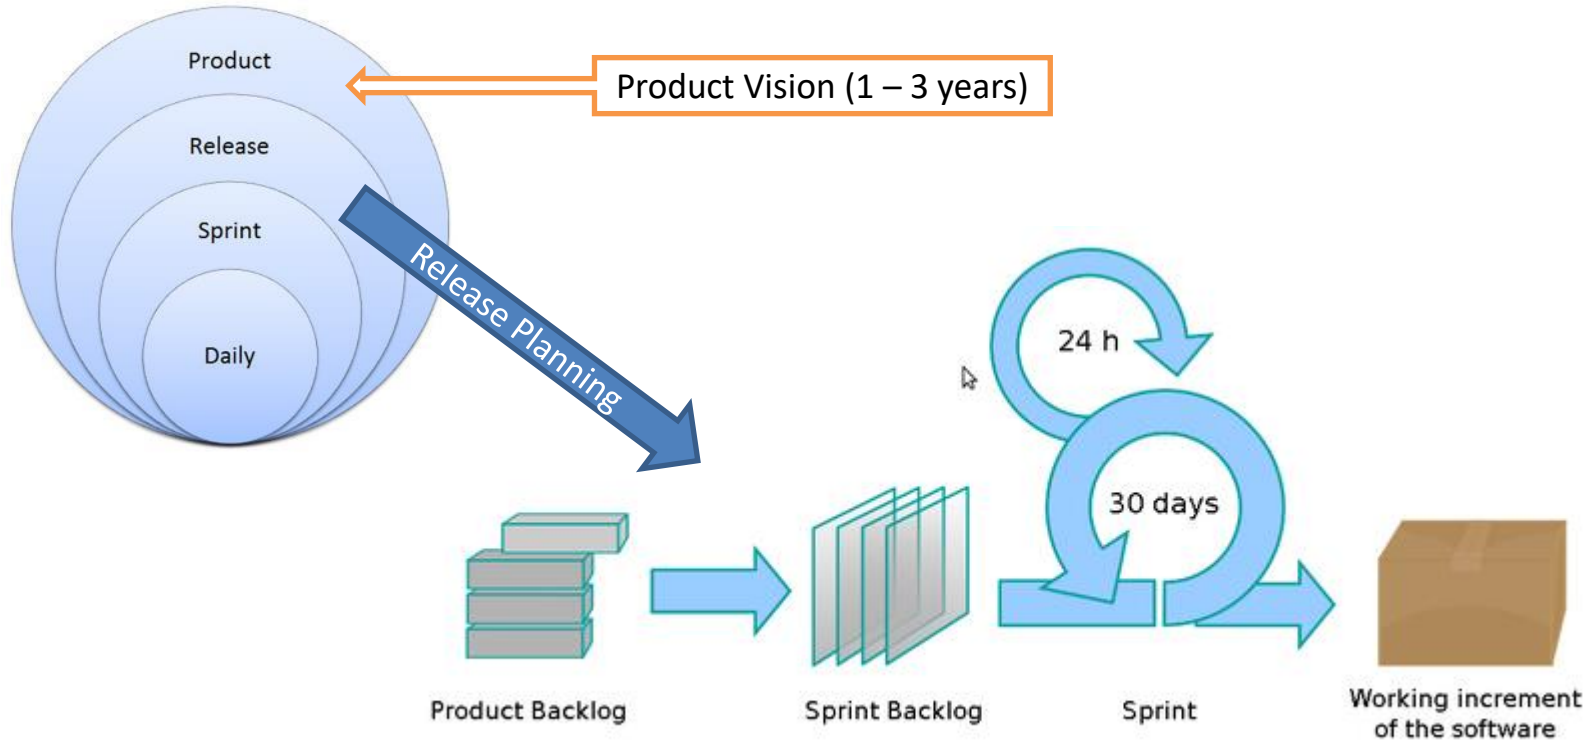 Product
Product Vision (1 – 3 years)
Release
Sprint
Daily
Release Planning
24 h
30 days
Product Backlog
Sprint Backlog
Sprint
Working increment
of the software